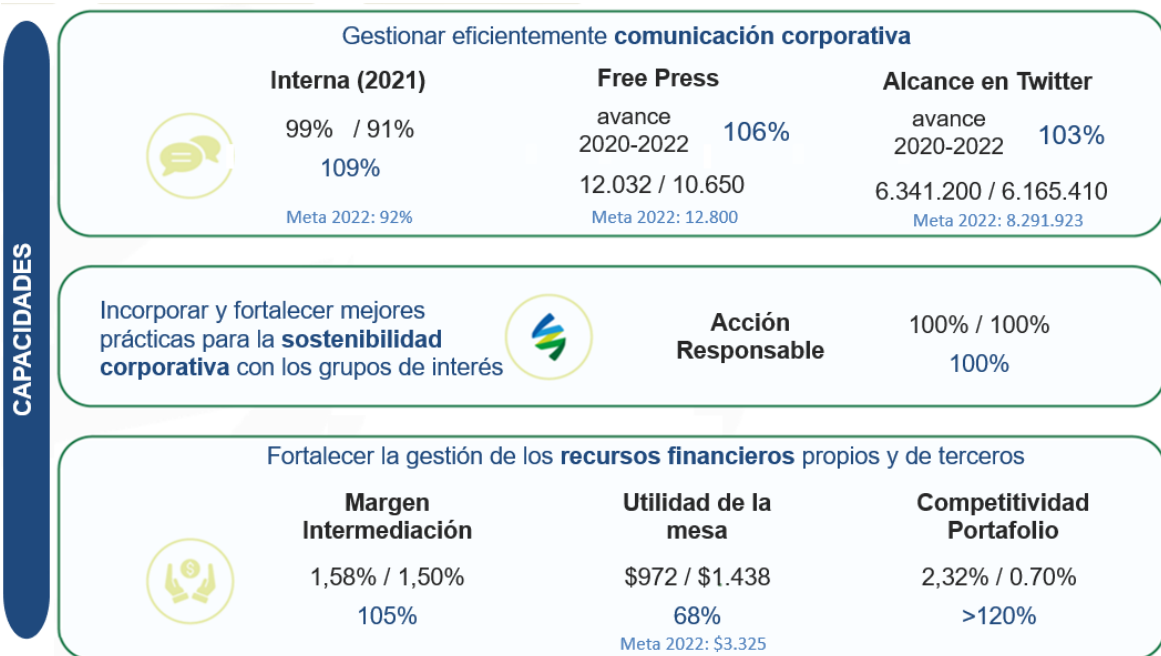 CAPACIDADES
Gestionar eficientemente comunicación corporativa
Interna (2021)
99% / 91%
109%
Meta 2022: 92%
Free Press
avance
2020-2022
106%
12.032 / 10.650
Meta 2022: 12.800
Alcance en Twitter
avance
2020-2022
103%
6.341.200 / 6.165.410
Meta 2022: 8.291.923
Incorporar y fortalecer mejores
prácticas para la sostenibilidad
corporativa con los grupos de interés
Acción
Responsable
100% / 100%
100%
Fortalecer la gestión de los recursos financieros propios y de terceros
Margen
Intermediación
1,58% / 1,50%
105%
Utilidad de la
mesa
$972 / $1.438
68%
Meta 2022: $3.325
Competitividad
Portafolio
2,32% / 0.70%
>120%